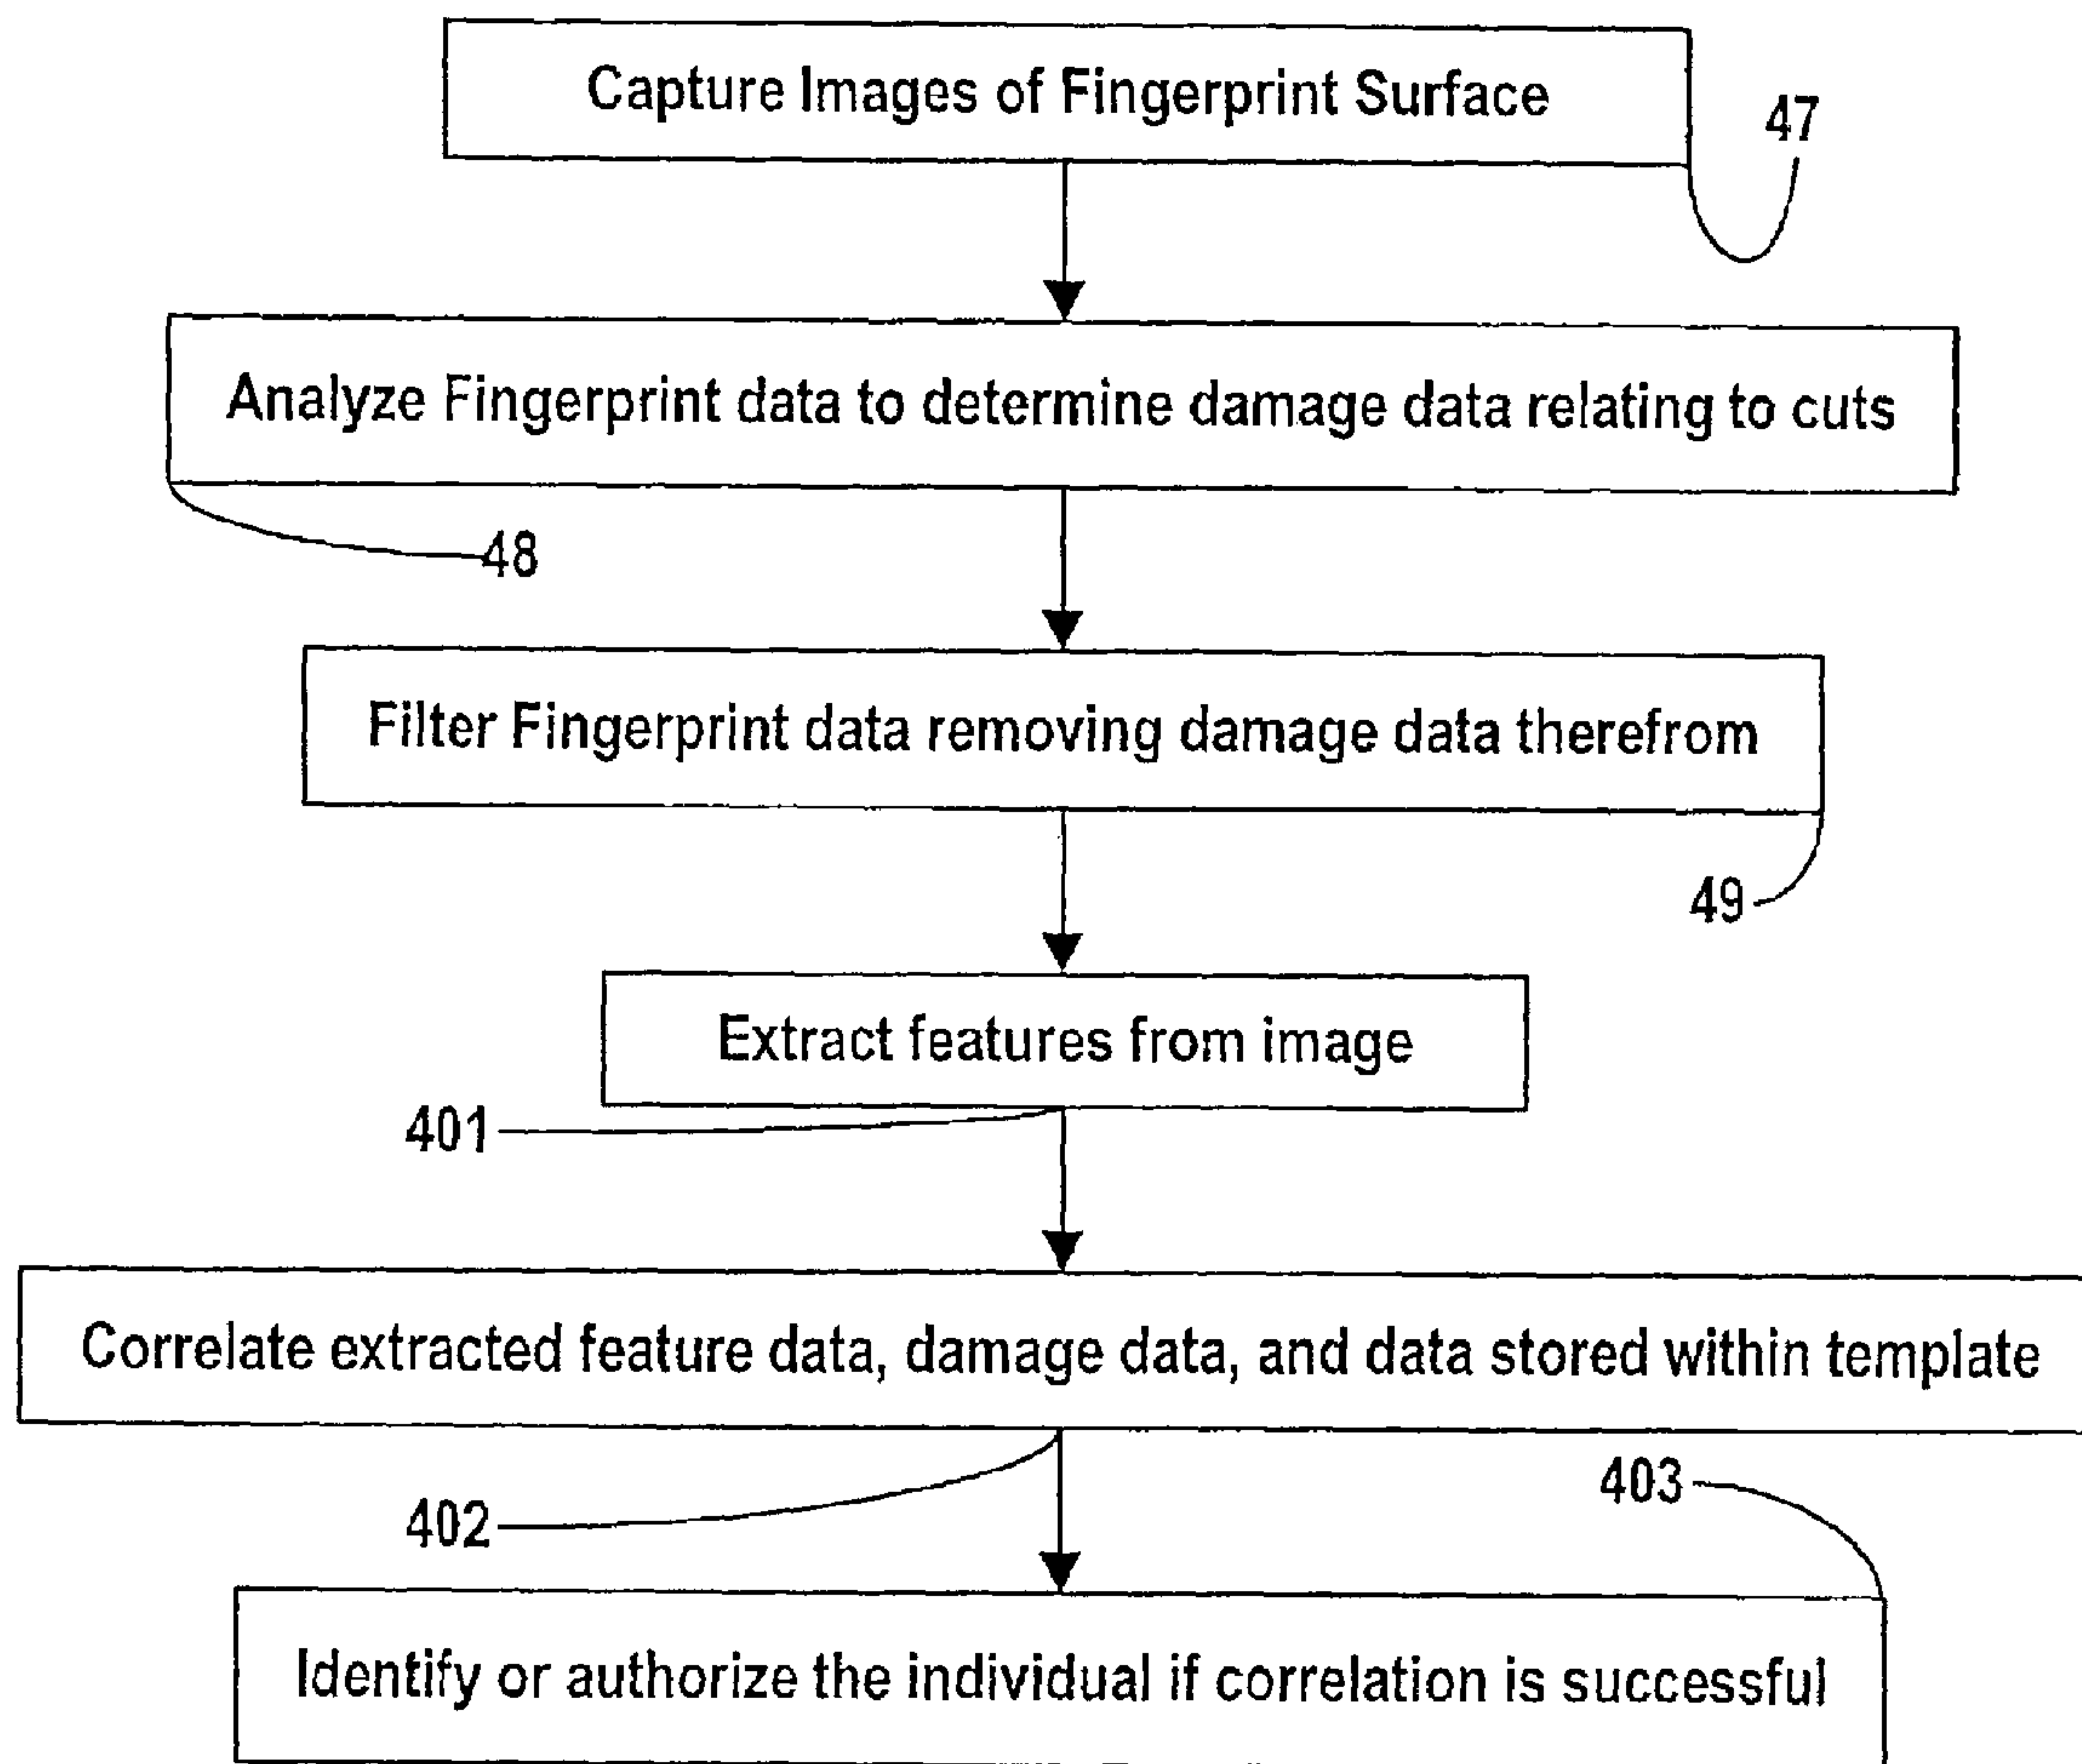 Capture Images of Fingerprint Surface
47
Analyze Fingerprint data to determine damage data relating to cuts
48
Filter Fingerprint data removing damage data therefrom
49
Extract features from image
401
Correlate extracted feature data, damage data, and data stored within template
402
403
Identify or authorize the individual if correlation is successful